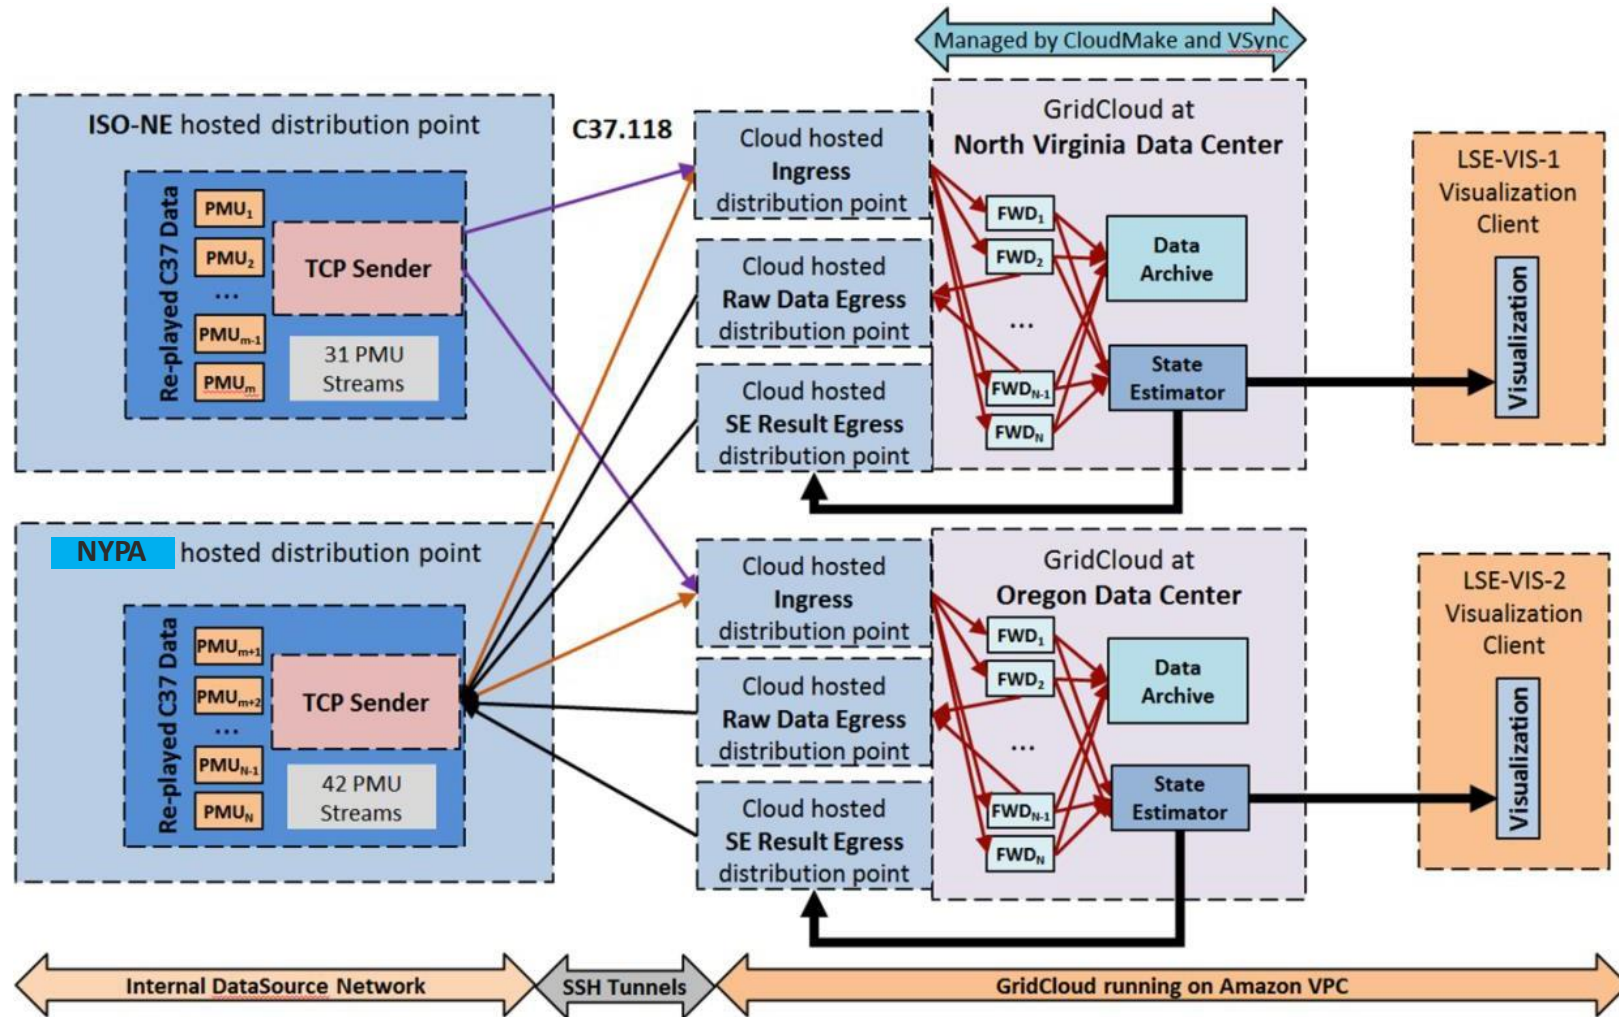 Managed by CloudMake and VSync
ISO-NE hosted distribution point
Re-played C37 Data
PMU1
PMU2
...
PMUm-1
PMUm
TCP Sender
31 PMU
Streams
C37.118
Cloud hosted
Ingress
distribution point
Cloud hosted
Raw Data Egress
distribution point
Cloud hosted
SE Result Egress
distribution point
GridCloud at
North Virginia Data Center
FWD1
FWD2
...
FWDN-1
FWDN
Data
Archive
State
Estimator
LSE-VIS-1
Visualization
Client
Visualization
NYPA hosted distribution point
Re-played C37 Data
PMUm+1
PMUm+2
...
PMUN-1
PMUN
TCP Sender
42 PMU
Streams
Cloud hosted
Ingress
distribution point
Cloud hosted
Raw Data Egress
distribution point
Cloud hosted
SE Result Egress
distribution point
GridCloud at
Oregon Data Center
FWD1
FWD2
...
FWDN-1
FWDN
Data
Archive
State
Estimator
LSE-VIS-2
Visualization
Client
Visualization
Internal DataSource Network
SSH Tunnels
GridCloud running on Amazon VPC